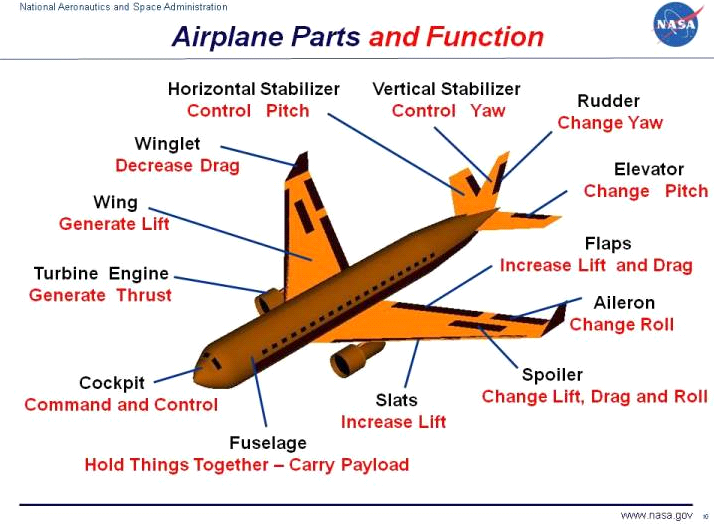 National Aeronautics and Space Administration
NASA
Airplane Parts and Function
Horizontal Stabilizer
Control Pitch
Vertical Stabilizer
Control Yaw
Rudder
Change Yaw
Winglet
Decrease Drag
Elevator
Change Pitch
Wing
Generate Lift
Flaps
Increase Lift and Drag
Turbine Engine
Generate Thrust
Aileron
Change Roll
Spoiler
Change Lift, Drag and Roll
Cockpit
Command and Control
Slats
Increase Lift
Fuselage
Hold Things Together – Carry Payload
www.nasa.gov